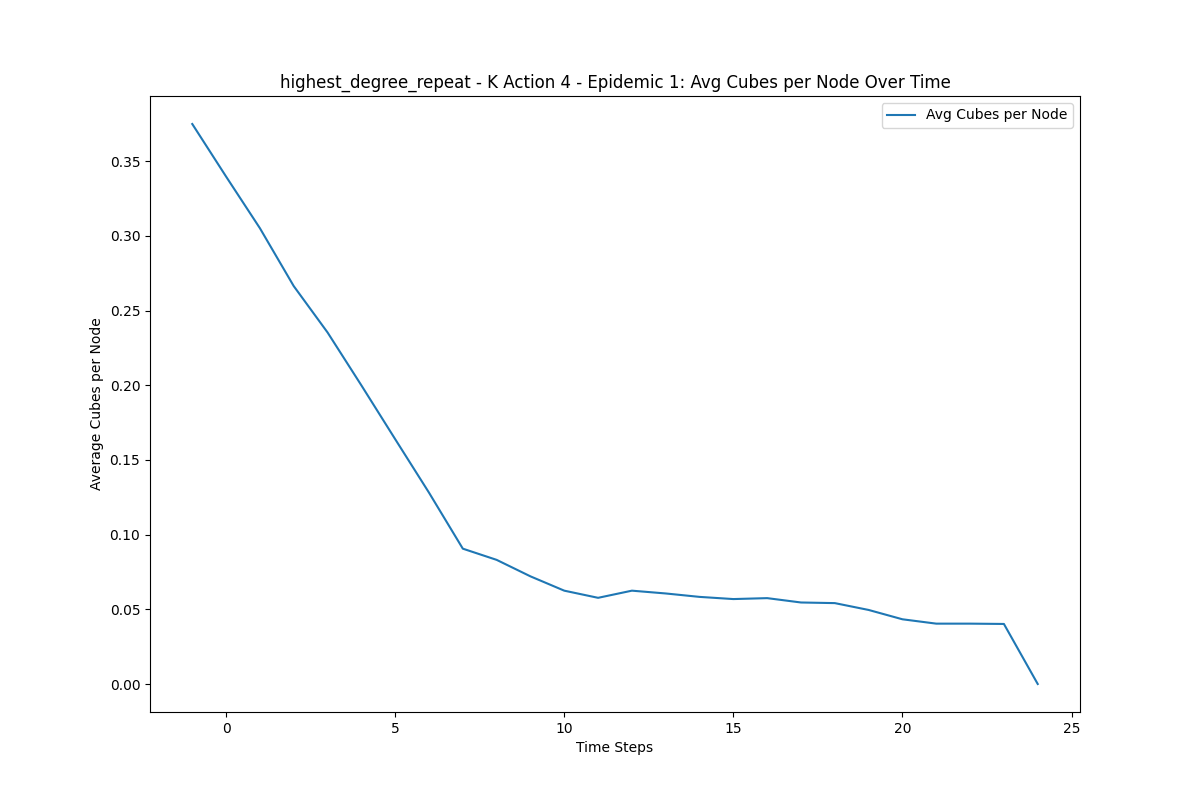 highest_degree_repeat - K Action 4 - Epidemic 1: Avg Cubes per Node Over Time
Avg Cubes per Node
Average Cubes per Node
0.35
0.30
0.25
0.20
0.15
0.10
0.05
0.00
0 5 10 15 20 25
Time Steps